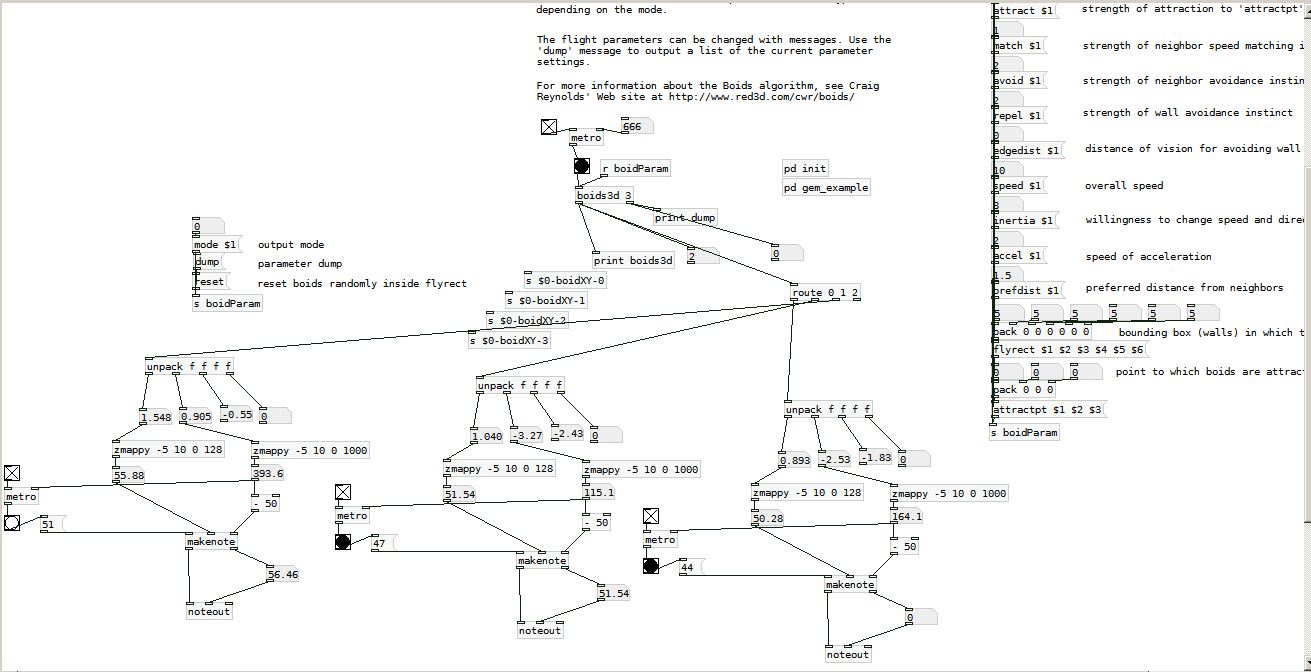 depending on the mode.
The flight parameters can be changed with messages. Use the
'dump' message to output a list of the current parameter
settings.
For more information about the Boids algorithm, see Craig
Reynolds' Web site at http://www.red3d.com/cwr/boids/
666
metro
r boidParam
boids3d 3
print dump
print boids3d
2
0
pd init
pd gem_example
0
mode $1
output mode
dump
parameter dump
reset
reset boids randomly inside flyrect
s boidParam
s $0-boidXY-0
s $0-boidXY-1
s $0-boidXY-2
s $0-boidXY-3
route 0 1 2
unpack f f f f
1.548
0.905
-0.55
0
zmappy -5 10 0 128
zmappy -5 10 0 1000
55.88
393.6
metro
- 50
51
makenote
56.46
noteout
unpack f f f f
1.040
-3.27
-2.43
0
zmappy -5 10 0 128
zmappy -5 10 0 1000
51.54
115.1
metro
- 50
47
makenote
51.54
noteout
unpack f f f f
0.893
-2.53
-1.83
0
zmappy -5 10 0 128
zmappy -5 10 0 1000
50.28
164.1
metro
- 50
44
makenote
0
noteout
attract $1
strength of attraction to 'attractpt'
1
match $1
strength of neighbor speed matching i
2
avoid $1
strength of neighbor avoidance instin
2
repel $1
strength of wall avoidance instinct
0
edgedist $1
distance of vision for avoiding wall
10
speed $1
overall speed
3
inertia $1
willingness to change speed and direc
2
accel $1
speed of acceleration
1.5
prefdist $1
preferred distance from neighbors
5 5 5 5 5 5
pack 0 0 0 0 0 0
bounding box (walls) in which t
flyrect $1 $2 $3 $4 $5 $6
0 0 0
point to which boids are attract
pack 0 0 0
attractpt $1 $2 $3
s boidParam